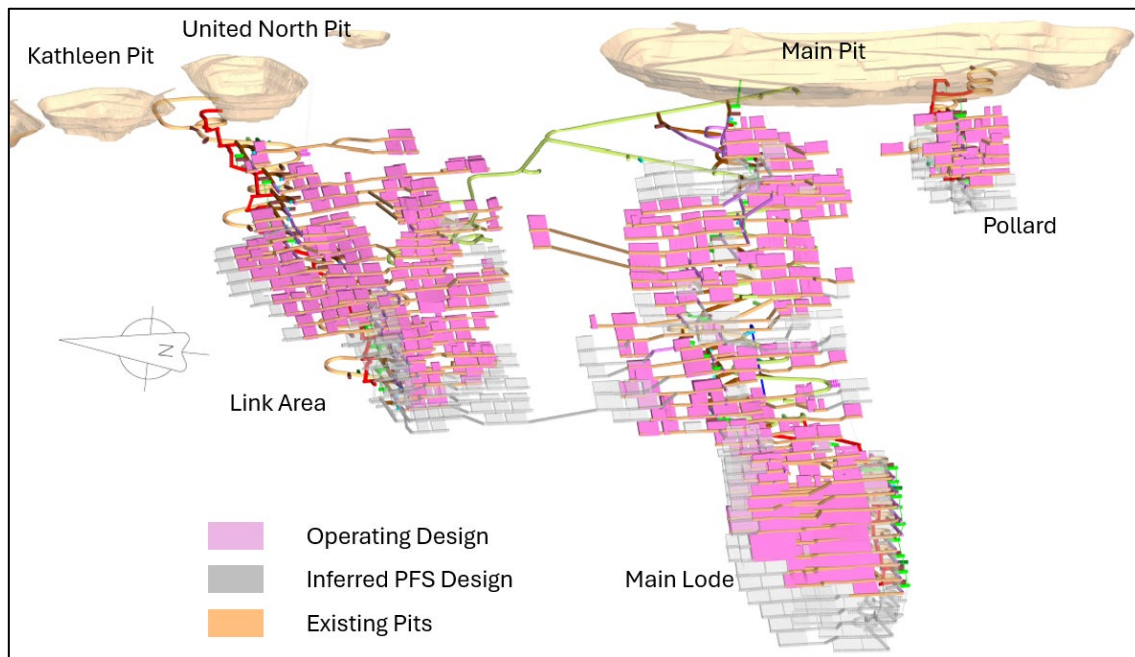 United North Pit
Kathleen Pit
Main Pit
Pollard
N
Link Area
Operating Design
Inferred PFS Design
Main Lode
Existing Pits